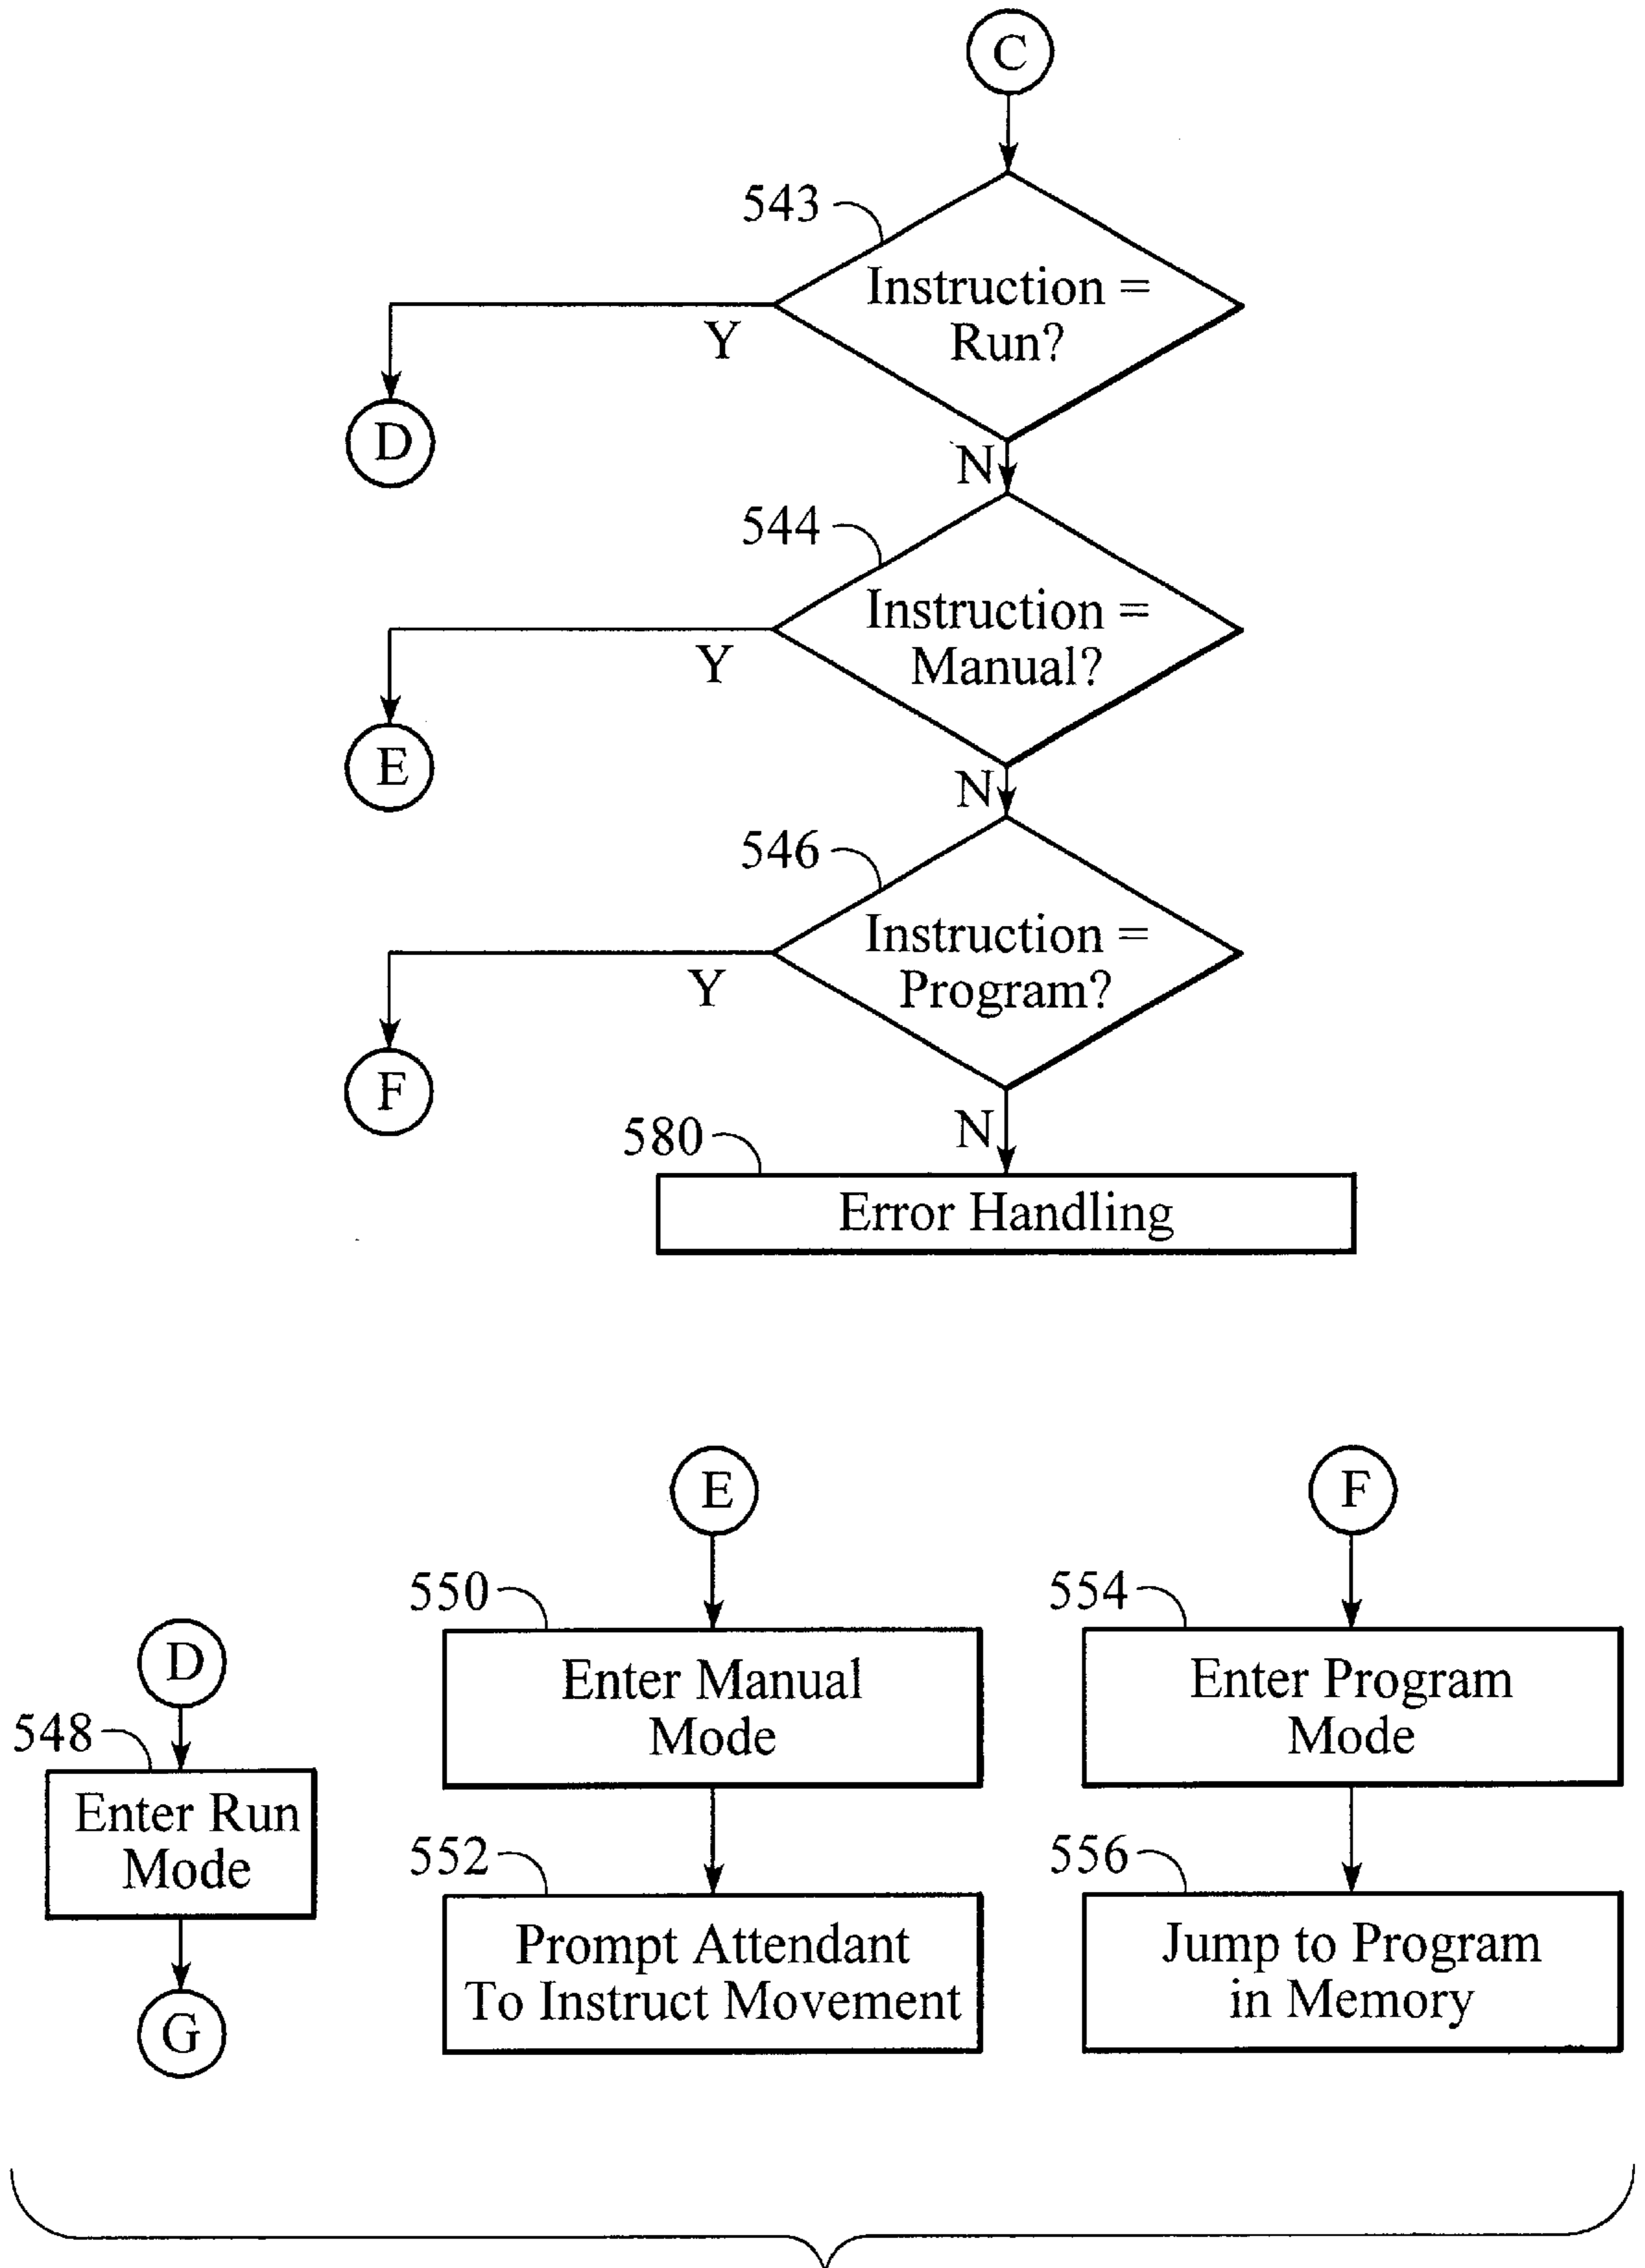 C
543
Instruction =
Run?
Y
D
N
544
Instruction =
Manual?
Y
E
N
546
Instruction =
Program?
Y
F
N
580
Error Handling
D
548
Enter Run
Mode
G
E
550
Enter Manual
Mode
552
Prompt Attendant
To Instruct Movement
F
554
Enter Program
Mode
556
Jump to Program
in Memory